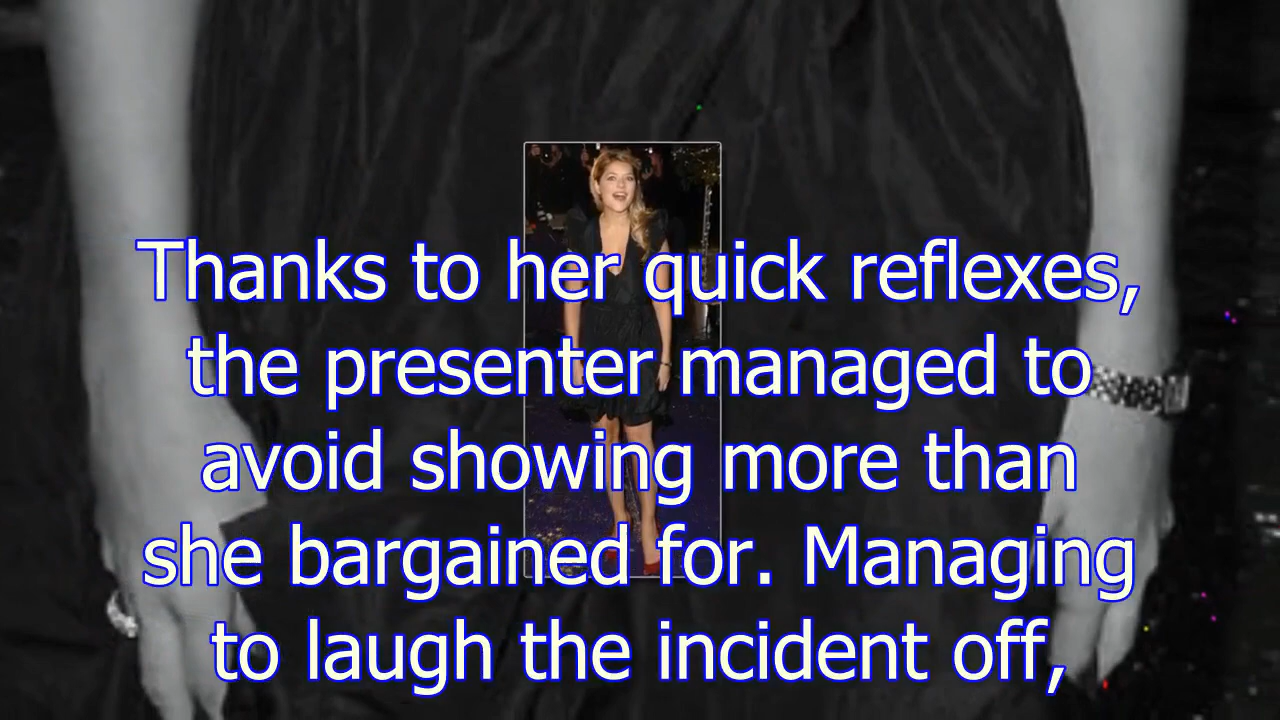 Thanks to her quick reflexes,
the presenter managed to
avoid showing more than
she bargained for. Managing
to laugh the incident off,